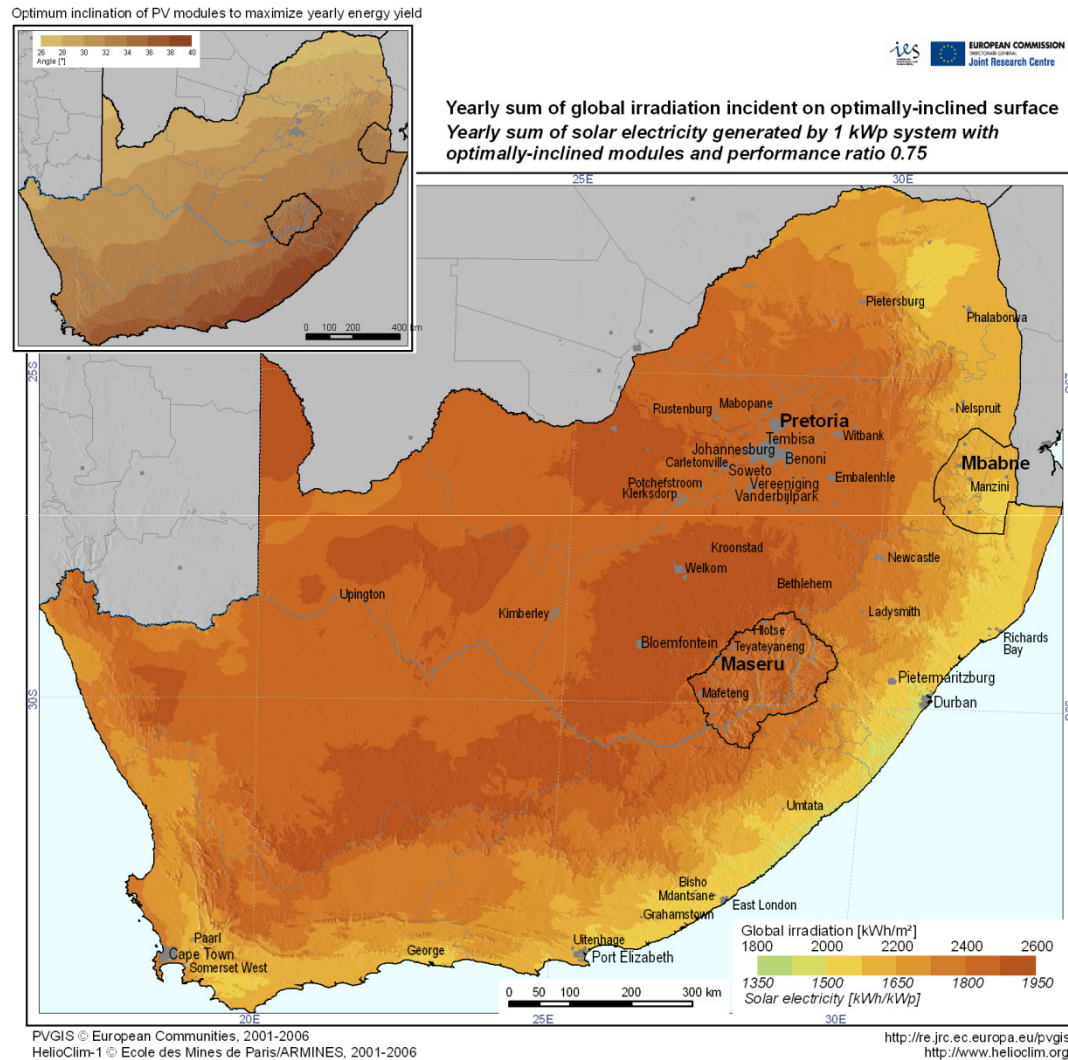 Optimum inclination of PV modules to maximize yearly energy yield
26 28 30 32 34 36 38 40
Angle [°]
0 100 200 400 km
ies
EUROPEAN COMMISSION
DIRECTORATE-GENERAL
Joint Research Centre
Yearly sum of global irradiation incident on optimally-inclined surface
Yearly sum of solar electricity generated by 1 kWp system with
optimally-inclined modules and performance ratio 0.75
25E 30E
Pietersburg
Phalaborwa
25S
Mabopane
Rustenburg
Nelspruit
Pretoria
Tembisa
Witbank
Johannesburg
Benoni
Mbabne
Carletonville
Soweto
Embalenhle
Manzini
Potchefstroom
Vereeniging
Klerksdorp
Vanderbijlpark
Kroonstad
Newcastle
Welkom
Bethlehem
Upington
Kimberley
Ladysmith
Hlotse
Richards
Bay
Bloemfontein
Teyateyaneng
Maseru
Pietermaritzburg
Mafeteng
Durban
30S
Umtata
Bisho
Mdantsane
East London
Grahamstown
Paarl
Cape Town
Somerset West
George
Uitenhage
Port Elizabeth
Global irradiation [kWh/m²]
1800 2000 2200 2400 2600
1350 1500 1650 1800 1950
Solar electricity [kWh/kWp]
0 50 100 200 300 km
20E 25E 30E
PVGIS © European Communities, 2001-2006
HelioClim-1 © Ecole des Mines de Paris/ARMINES, 2001-2006
http://re.jrc.ec.europa.eu/pvgis
http://www.helioclim.org